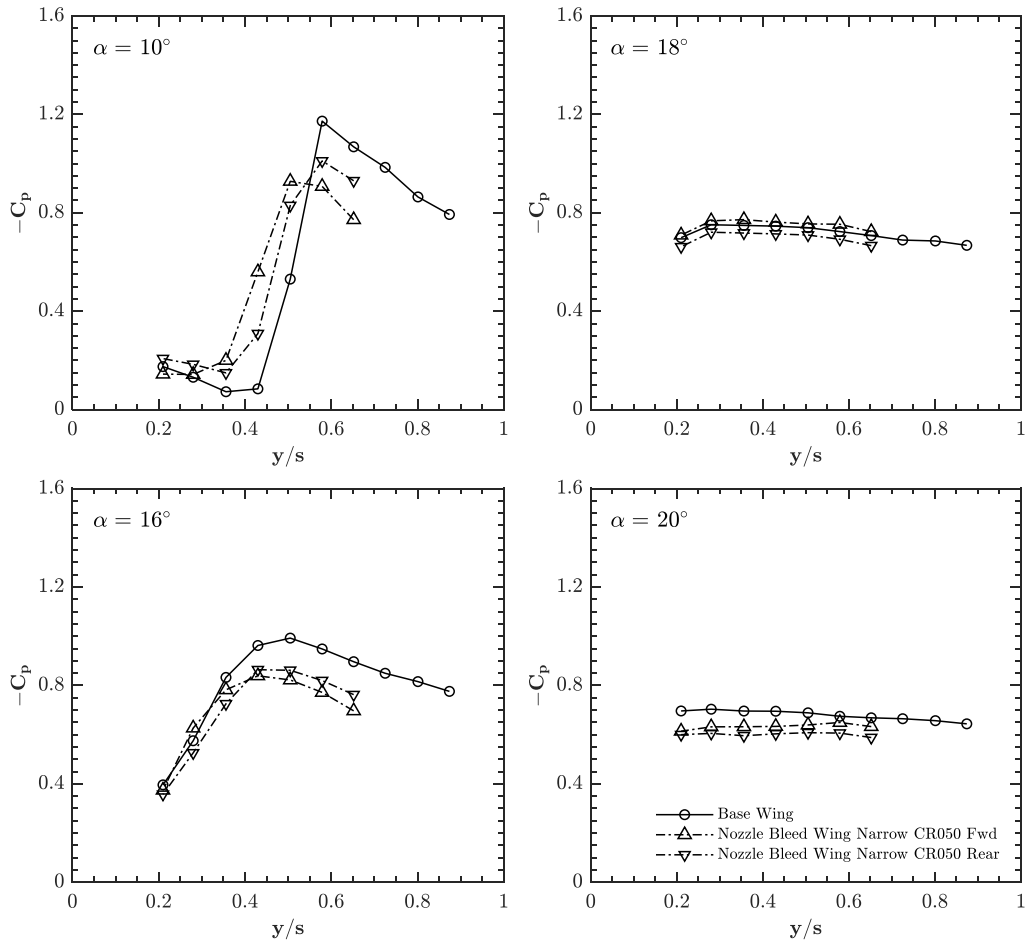 1.6
1.2
0.8
0.4
0
−Cp
α = 10°
0
0.2
0.4
0.6
0.8
1
y/s
1.6
1.2
0.8
0.4
0
−Cp
α = 18°
0
0.2
0.4
0.6
0.8
1
y/s
1.6
1.2
0.8
0.4
0
−Cp
α = 16°
0
0.2
0.4
0.6
0.8
1
y/s
1.6
1.2
0.8
0.4
0
−Cp
α = 20°
Base Wing
Nozzle Bleed Wing Narrow CR050 Fwd
Nozzle Bleed Wing Narrow CR050 Rear
0
0.2
0.4
0.6
0.8
1
y/s